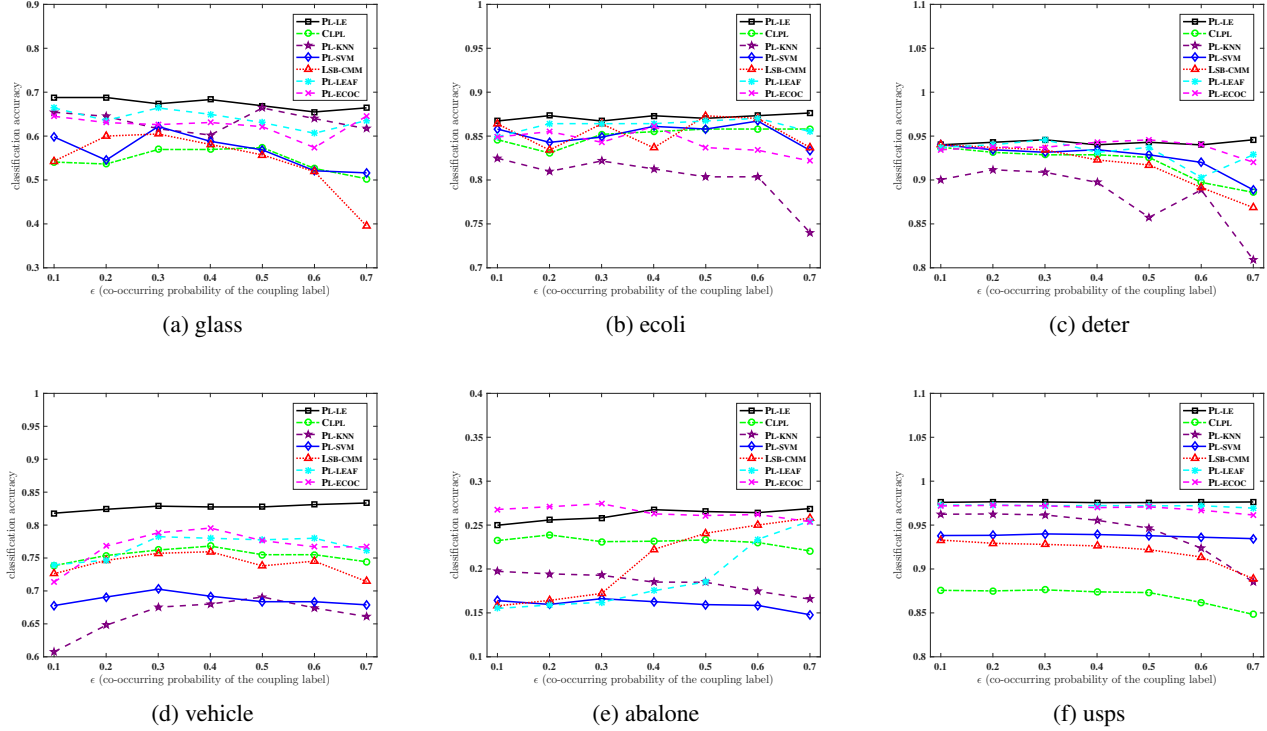 0.9
0.8
0.7
0.6
0.5
0.4
0.3
classification accuracy
PL-LE
CLPL
PL-KNN
PL-SVM
LSB-CMM
PL-LEAF
PL-ECOC
0.1 0.2 0.3 0.4 0.5 0.6 0.7
ϵ (co-occurring probability of the coupling label)
(a) glass
1
0.95
0.9
0.85
0.8
0.75
0.7
classification accuracy
PL-LE
CLPL
PL-KNN
PL-SVM
LSB-CMM
PL-LEAF
PL-ECOC
0.1 0.2 0.3 0.4 0.5 0.6 0.7
ϵ (co-occurring probability of the coupling label)
(b) ecoli
1.1
1.05
1
0.95
0.9
0.85
0.8
classification accuracy
PL-LE
CLPL
PL-KNN
PL-SVM
LSB-CMM
PL-LEAF
PL-ECOC
0.1 0.2 0.3 0.4 0.5 0.6 0.7
ϵ (co-occurring probability of the coupling label)
(c) deter
1
0.95
0.9
0.85
0.8
0.75
0.7
0.65
0.6
classification accuracy
PL-LE
CLPL
PL-KNN
PL-SVM
LSB-CMM
PL-LEAF
PL-ECOC
0.1 0.2 0.3 0.4 0.5 0.6 0.7
ϵ (co-occurring probability of the coupling label)
(d) vehicle
0.4
0.35
0.3
0.25
0.2
0.15
0.1
classification accuracy
PL-LE
CLPL
PL-KNN
PL-SVM
LSB-CMM
PL-LEAF
PL-ECOC
0.1 0.2 0.3 0.4 0.5 0.6 0.7
ϵ (co-occurring probability of the coupling label)
(e) abalone
1.1
1.05
1
0.95
0.9
0.85
0.8
classification accuracy
PL-LE
CLPL
PL-KNN
PL-SVM
LSB-CMM
PL-LEAF
PL-ECOC
0.1 0.2 0.3 0.4 0.5 0.6 0.7
ϵ (co-occurring probability of the coupling label)
(f) usps